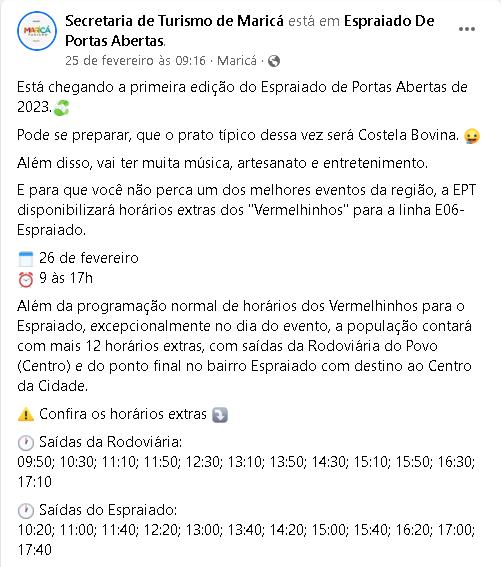 Secretaria de Turismo de Maricá está em Espraiado De
Portas Abertas.
25 de fevereiro às 09:16 · Maricá ·
MARICÁ
TURISMO
Está chegando a primeira edição do Espraiado de Portas Abertas de
2023.
Pode se preparar, que o prato típico dessa vez será Costela Bovina.
Além disso, vai ter muita música, artesanato e entretenimento.
E para que você não perca um dos melhores eventos da região, a EPT
disponibilizará horários extras dos "Vermelhinhos" para a linha E06-
Espraiado.
26 de fevereiro
9 às 17h
Além da programação normal de horários dos Vermelhinhos para o
Espraiado, excepcionalmente no dia do evento, a população contará
com mais 12 horários extras, com saídas da Rodoviária do Povo
(Centro) e do ponto final no bairro Espraiado com destino ao Centro
da Cidade.
Confira os horários extras
Saídas da Rodoviária:
09:50; 10:30; 11:10; 11:50; 12:30; 13:10; 13:50; 14:30; 15:10; 15:50; 16:30;
17:10
Saídas do Espraiado:
10:20; 11:00; 11:40; 12:20; 13:00; 13:40; 14:20; 15:00; 15:40; 16:20; 17:00;
17:40